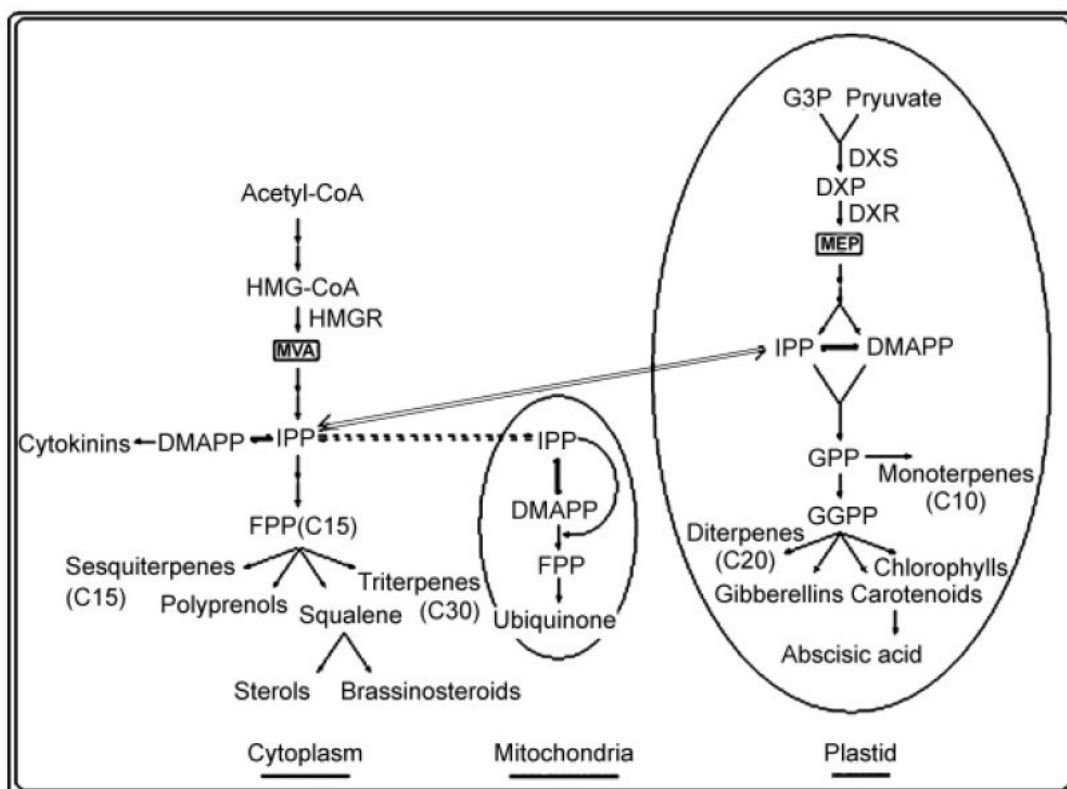 G3P Pryuvate
DXS
DXP
DXR
MEP
IPP DMAPP
GPP
Monoterpenes
(C10)
GGPP
Diterpenes
(C20)
Chlorophylls
Gibberellins Carotenoids
Abscisic acid
Acetyl-CoA
HMG-CoA
HMGR
MVA
Cytokinins DMAPP IPP
FPP(C15)
Sesquiterpenes
(C15)
Polyprenols
Squalene
Triterpenes
(C30)
Sterols Brassinosteroids
IPP
DMAPP
FPP
Ubiquinone
Cytoplasm Mitochondria Plastid